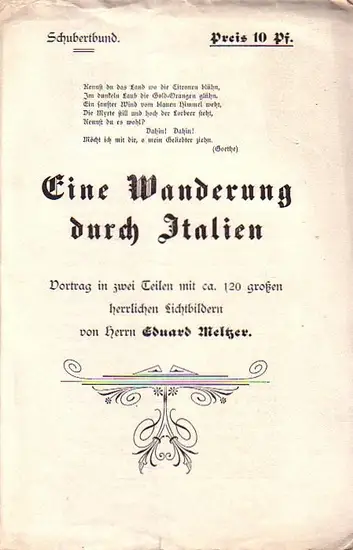 Schubertbund.
Preis 10 Pf.
Kennst du das Land wo die Citronen blühn,
Im dunkeln Laub die Gold-Orangen glühn,
Ein sanfter Wind vom blauen Himmel weht,
Die Myrte still und hoch der Lorbeer steht,
Kennst du es wohl?
Dahin! Dahin!
Möcht ich mit dir, o mein Geliebter ziehn.
(Goethe)
Eine Wanderung
durch Italien
Vortrag in zwei Teilen mit ca. 120 großen
herrlichen Lichtbildern
von Herrn Eduard Meltzer.